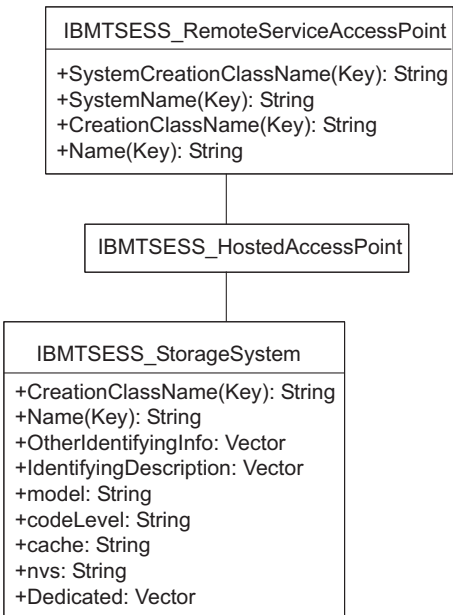 IBMTSESS_RemoteServiceAccessPoint
+SystemCreationClassName(Key): String
+SystemName(Key): String
+CreationClassName(Key): String
+Name(Key): String
IBMTSESS_HostedAccessPoint
IBMTSESS_StorageSystem
+CreationClassName(Key): String
+Name(Key): String
+OtherIdentifyingInfo: Vector
+IdentifyingDescription: Vector
+model: String
+codeLevel: String
+cache: String
+nvs: String
+Dedicated: Vector